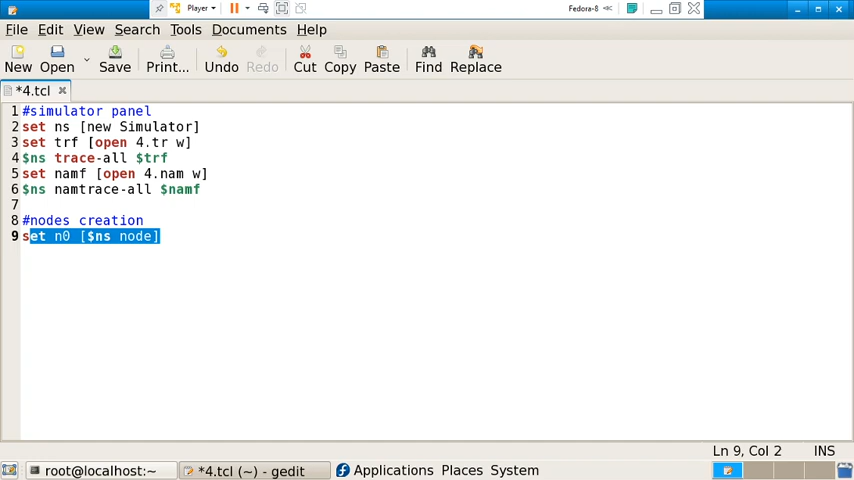 Player
Fedora-8
File Edit View Search Tools Documents Help
New Open Save Print... Undo Redo Cut Copy Paste Find Replace
*4.tcl
1 #simulator panel
2 set ns [new Simulator]
3 set trf [open 4.tr w]
4 $ns trace-all $trf
5 set namf [open 4.nam w]
6 $ns namtrace-all $namf
7
8 #nodes creation
9 set n0 [$ns node]
Ln 9, Col 2 INS
root@localhost:~ *4.tcl (~) - gedit Applications Places System